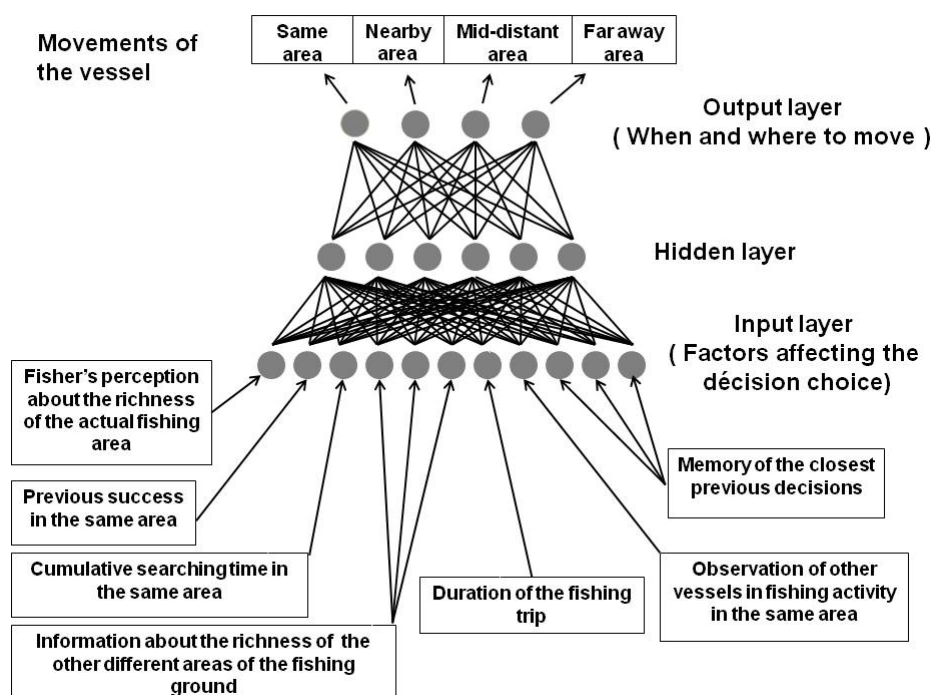 Movements of
the vessel
Same
area
Nearby
area
Mid-distant
area
Far away
area
Output layer
( When and where to move )
Hidden layer
Input layer
( Factors affecting the
décision choice)
Fisher's perception
about the richness
of the actual fishing
area
Previous success
in the same area
Cumulative searching time in
the same area
Information about the richness of the
other different areas of the fishing
ground
Duration of the fishing
trip
Memory of the closest
previous decisions
Observation of other
vessels in fishing activity
in the same area